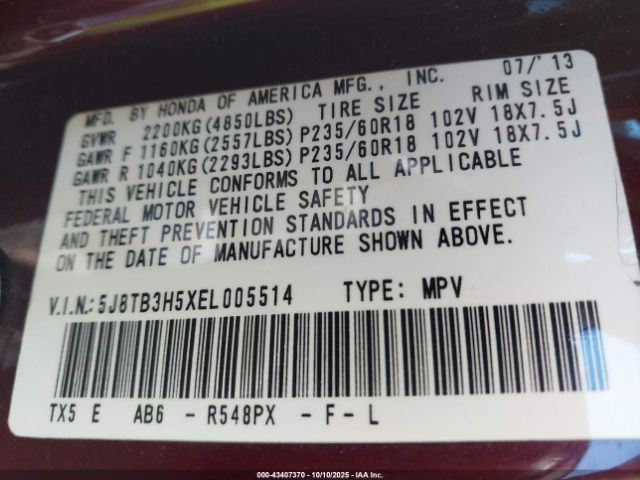 MFD. BY HONDA OF AMERICA MFG., INC. 07/'13
GVWR 2200KG(4850LBS) TIRE SIZE RIM SIZE
GAWR F 1160KG(2557LBS) P235/60R18 102V 18X7.5J
GAWR R 1040KG(2293LBS) P235/60R18 102V 18X7.5J
THIS VEHICLE CONFORMS TO ALL APPLICABLE
FEDERAL MOTOR VEHICLE SAFETY
AND THEFT PREVENTION STANDARDS IN EFFECT
ON THE DATE OF MANUFACTURE SHOWN ABOVE.
V.I.N.: 5J8TB3H5XEL005514 TYPE: MPV
TX5 E AB6 - R548PX - F - L
000-43407370 - 10/10/2025 - IAA Inc.